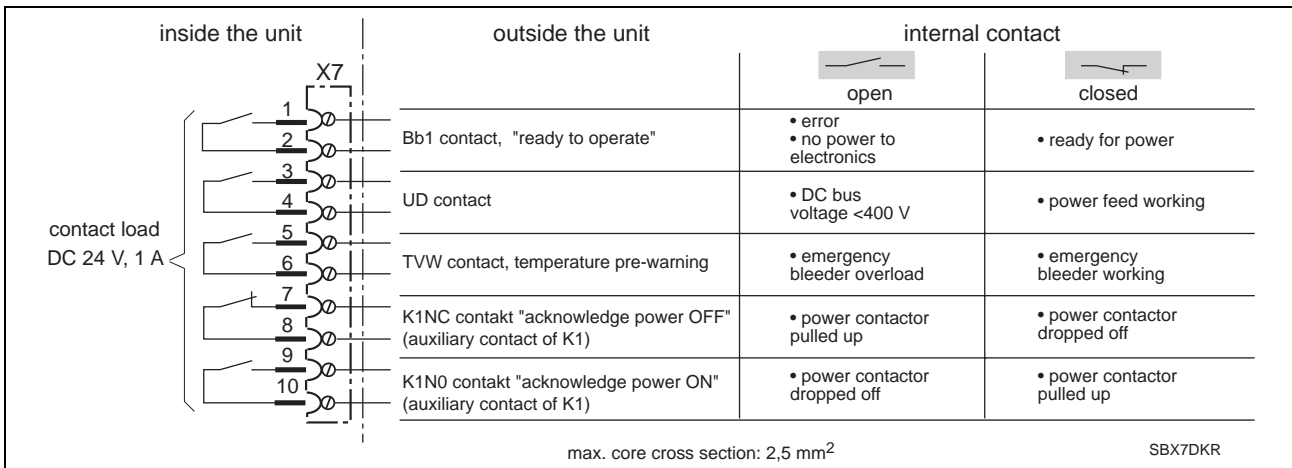 inside the unit
outside the unit
internal contact
X7
open
closed
contact load
DC 24 V, 1 A
1
2
Bb1 contact, "ready to operate"
• error
• no power to
electronics
• ready for power
3
4
UD contact
• DC bus
voltage <400 V
• power feed working
5
6
TVW contact, temperature pre-warning
• emergency
bleeder overload
• emergency
bleeder working
7
8
K1NC contakt "acknowledge power OFF"
(auxiliary contact of K1)
• power contactor
pulled up
• power contactor
dropped off
9
10
K1N0 contakt "acknowledge power ON"
(auxiliary contact of K1)
• power contactor
dropped off
• power contactor
pulled up
max. core cross section: 2,5 mm²
SBX7DKR